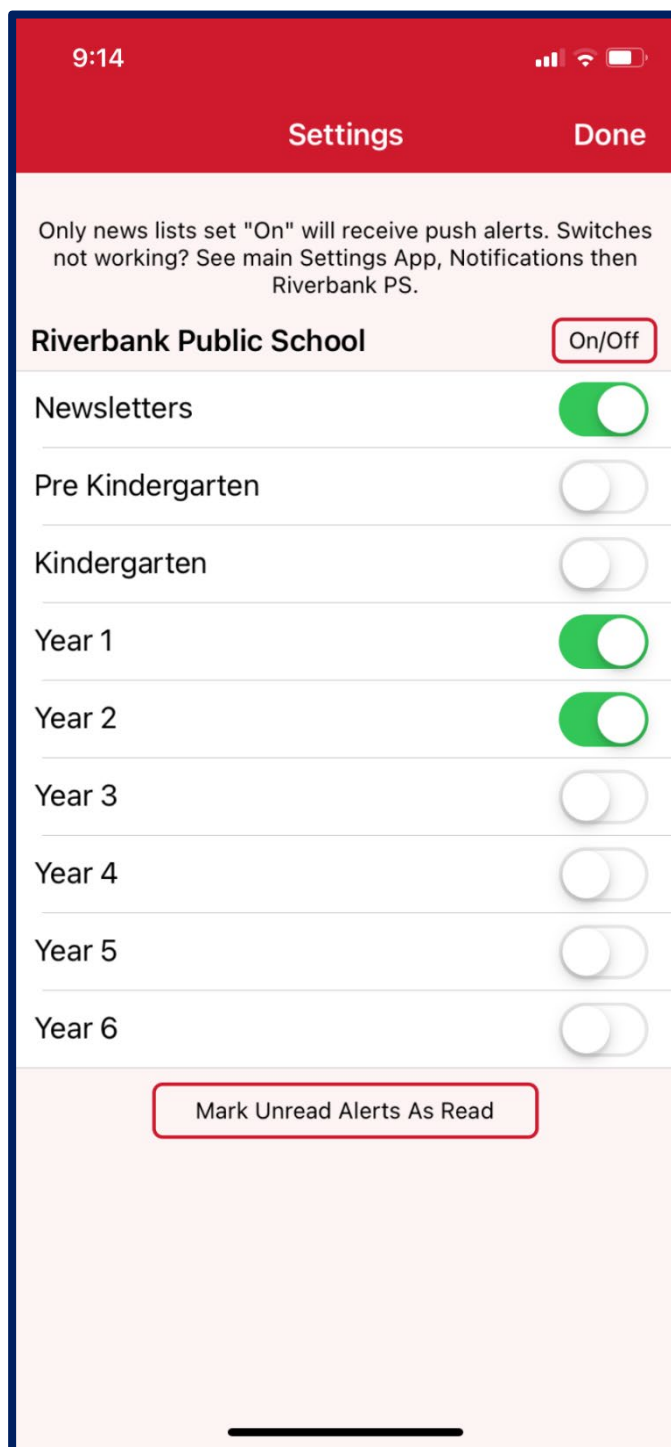 9:14
Settings Done
Only news lists set "On" will receive push alerts. Switches
not working? See main Settings App, Notifications then
Riverbank PS.
Riverbank Public School On/Off
Newsletters
Pre Kindergarten
Kindergarten
Year 1
Year 2
Year 3
Year 4
Year 5
Year 6
Mark Unread Alerts As Read